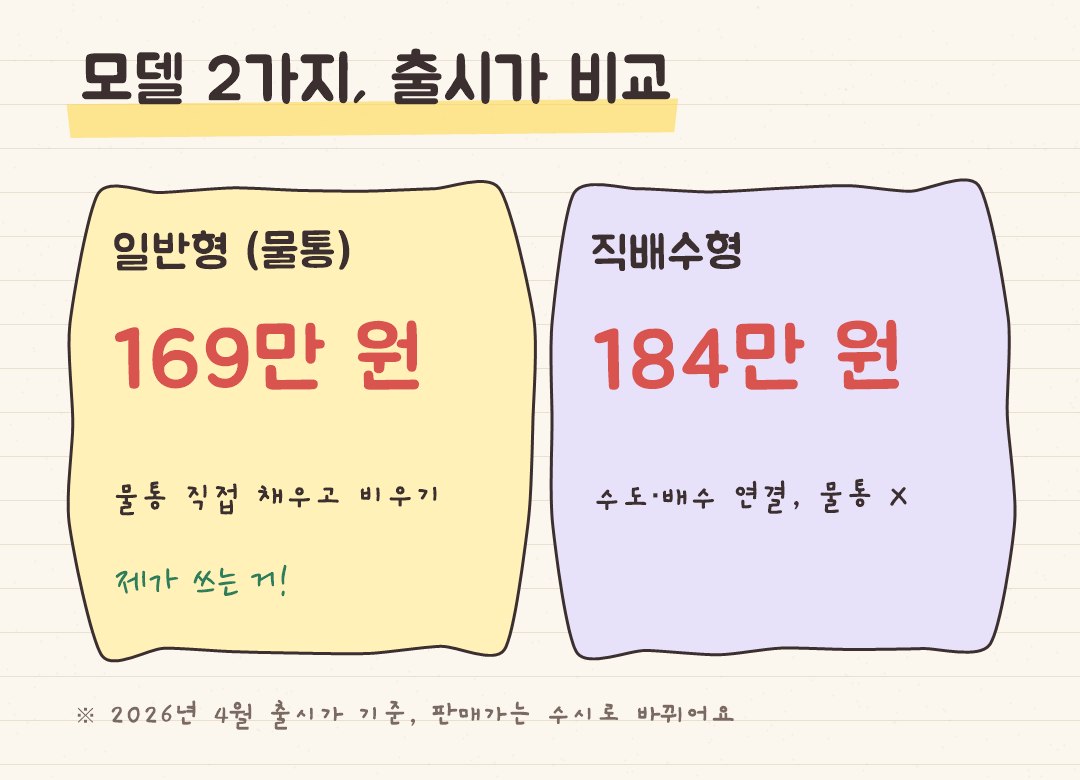 모델 2가지, 출시가 비교
일반형 (물통)
169만 원
물통 직접 채우고 비우기
제가 쓰는 거!
직배수형
184만 원
수도·배수 연결, 물통 X
※ 2026년 4월 출시가 기준, 판매가는 수시로 바뀌어요